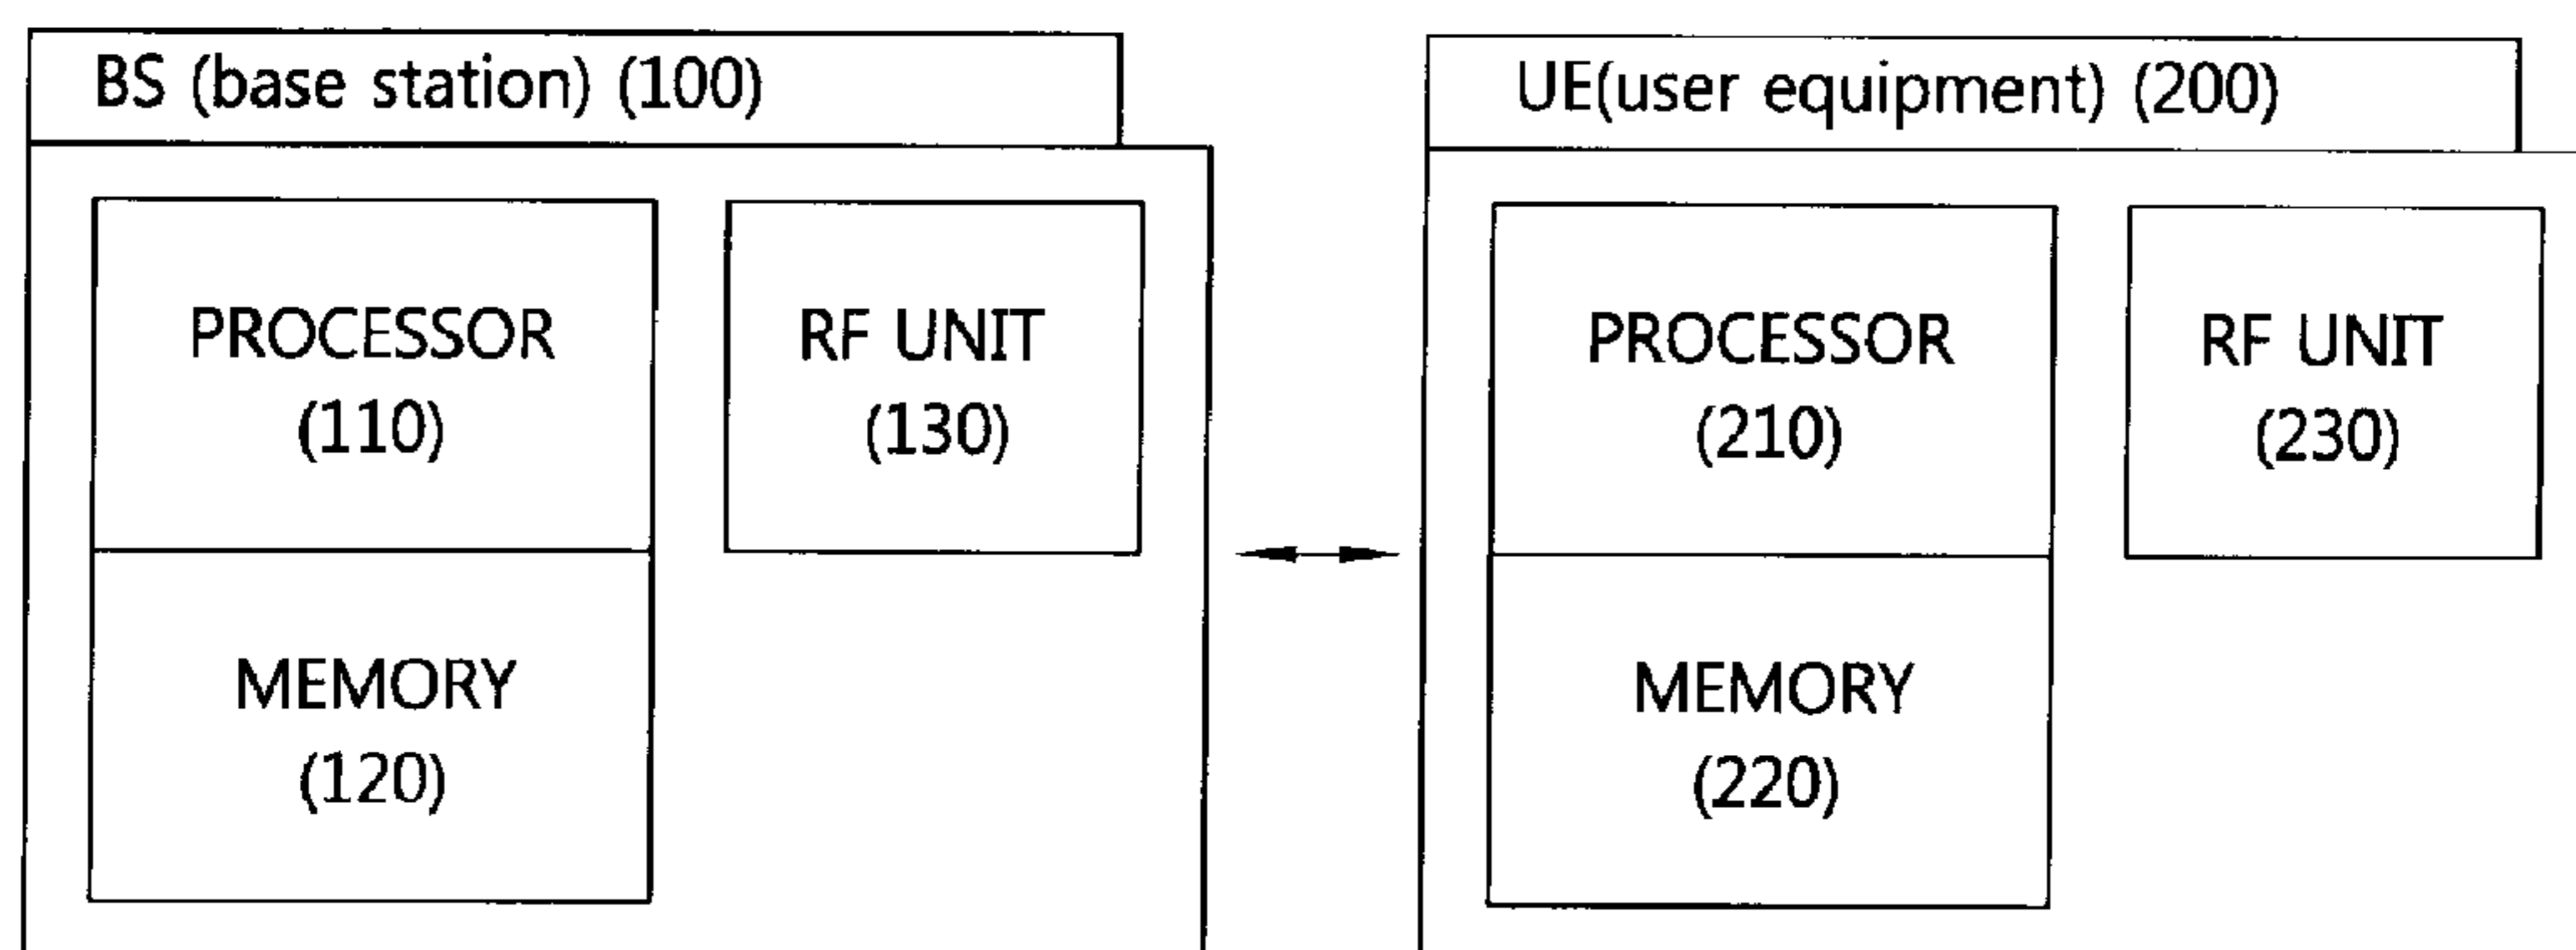 BS (base station) (100)
PROCESSOR
(110)
RF UNIT
(130)
MEMORY
(120)
UE(user equipment) (200)
PROCESSOR
(210)
RF UNIT
(230)
MEMORY
(220)